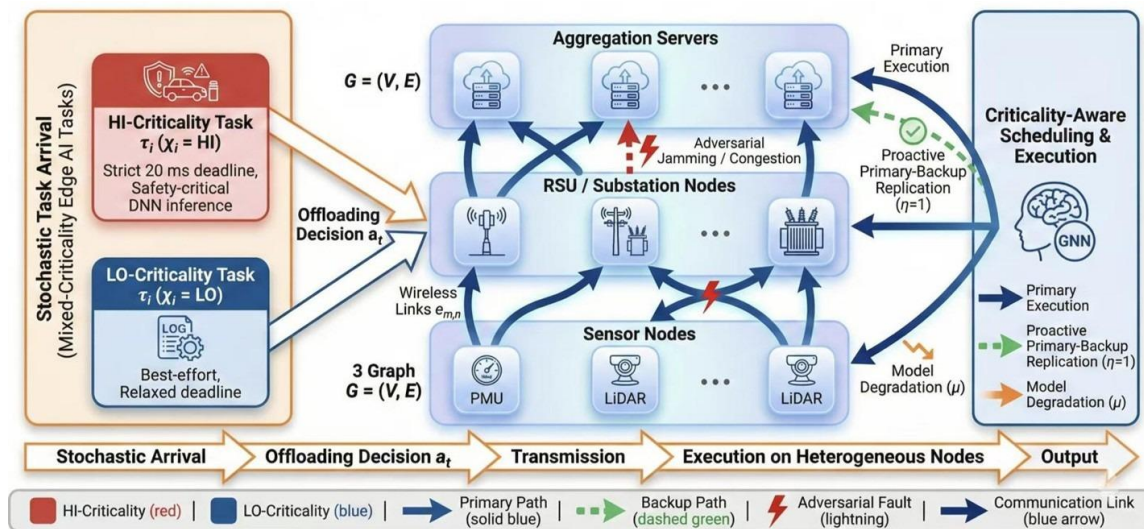 Stochastic Task Arrival
(Mixed-Criticality Edge AI Tasks)
HI-Criticality Task
τᵢ (χᵢ = HI)
Strict 20 ms deadline,
Safety-critical
DNN inference
LO-Criticality Task
τᵢ (χᵢ = LO)
LOG
Best-effort,
Relaxed deadline
Offloading
Decision aₜ
Aggregation Servers
G = (V, E)
...
Adversarial
Jamming / Congestion
RSU / Substation Nodes
...
Wireless
Links eₘ,ₙ
Sensor Nodes
3 Graph
G = (V, E)
PMU
LiDAR
...
LiDAR
Primary
Execution
Proactive
Primary-Backup
Replication
(η=1)
Model
Degradation (μ)
Criticality-Aware
Scheduling &
Execution
GNN
Primary
Execution
Proactive
Primary-Backup
Replication (η=1)
Model
Degradation (μ)
Stochastic Arrival
Offloading Decision aₜ
Transmission
Execution on Heterogeneous Nodes
Output
HI-Criticality (red)
LO-Criticality (blue)
Primary Path
(solid blue)
Backup Path
(dashed green)
Adversarial Fault
(lightning)
Communication Link
(blue arrow)